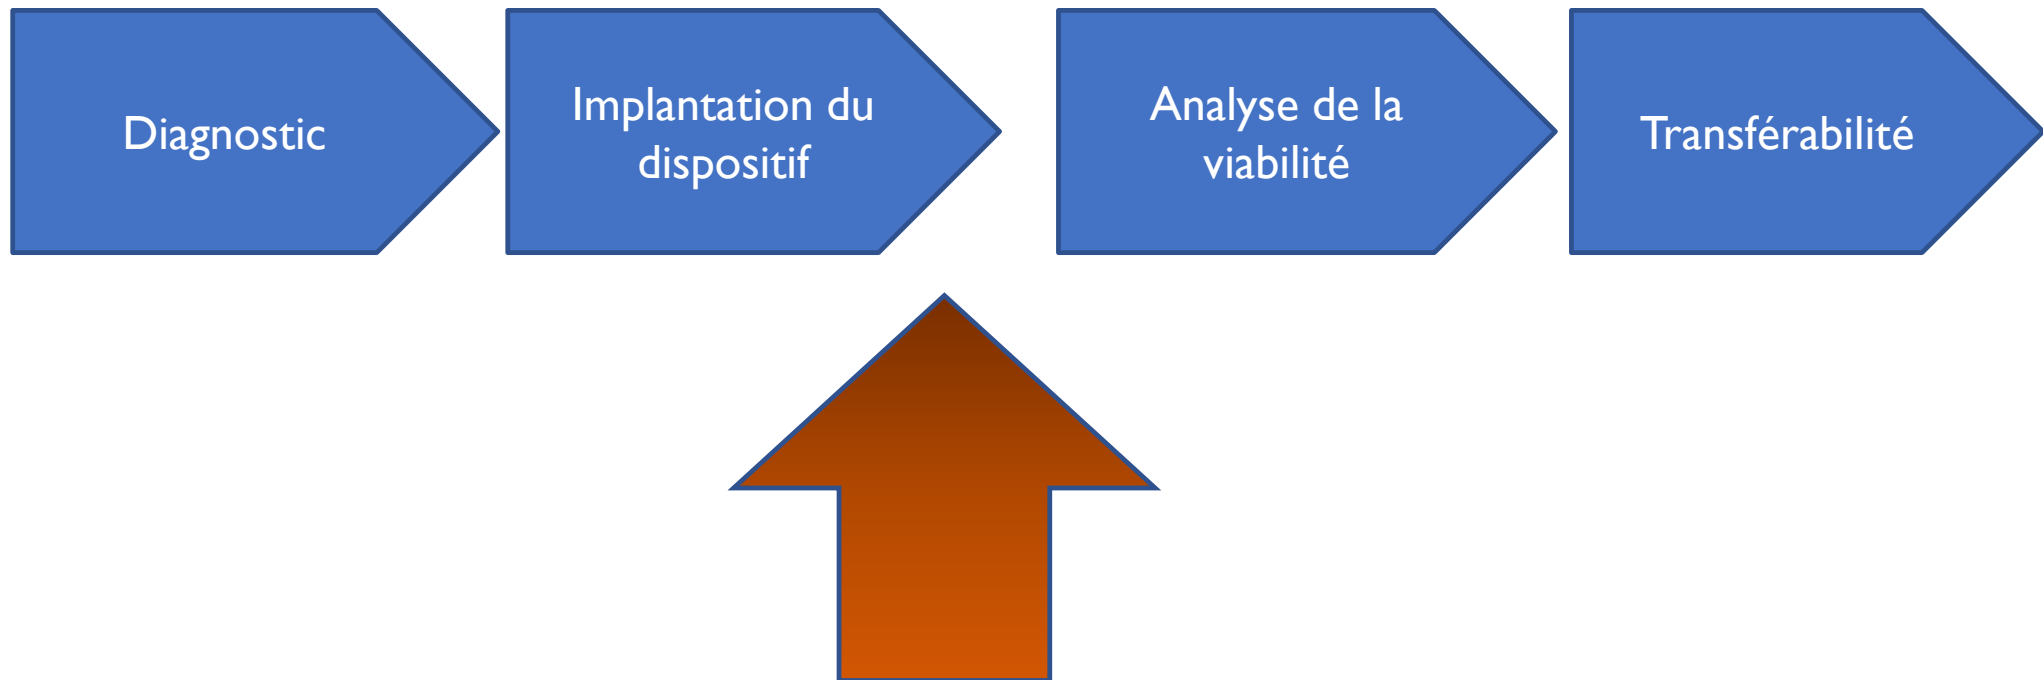 Diagnostic
Implantation du
dispositif
Analyse de la
viabilité
Transférabilité